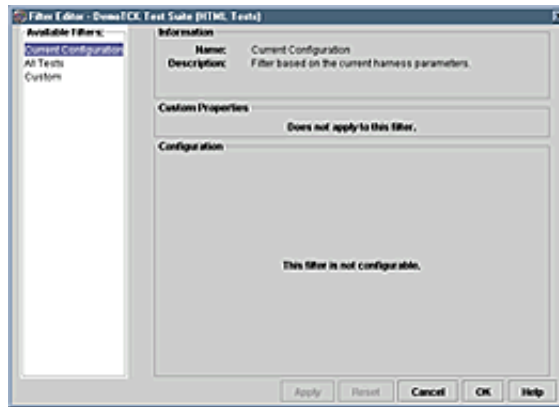 Filter Editor - DemoTCK Test Suite (HTML Tests)
Available Filters:
Current Configuration
All Tests
Custom
Information
Name: Current Configuration
Description: Filter based on the current harness parameters.
Custom Properties
Does not apply to this filter.
Configuration
This filter is not configurable.
Apply Reset Cancel OK Help